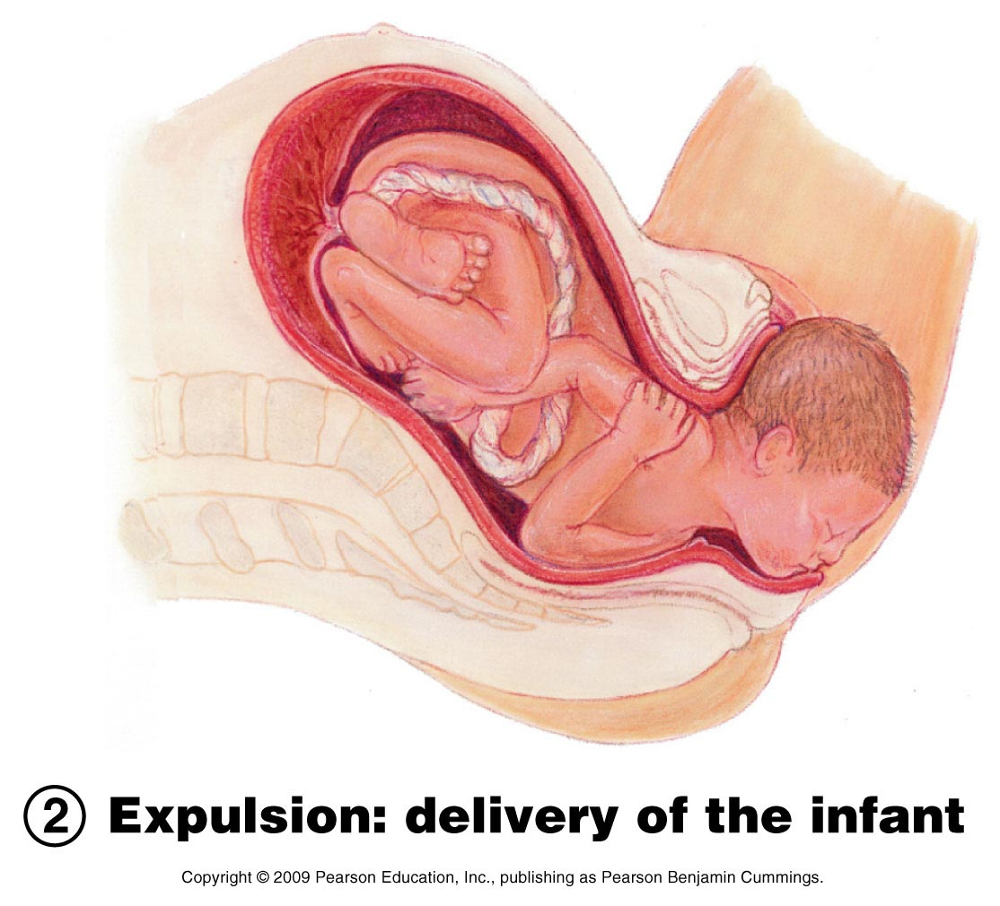 2 Expulsion: delivery of the infant
Copyright © 2009 Pearson Education, Inc., publishing as Pearson Benjamin Cummings.